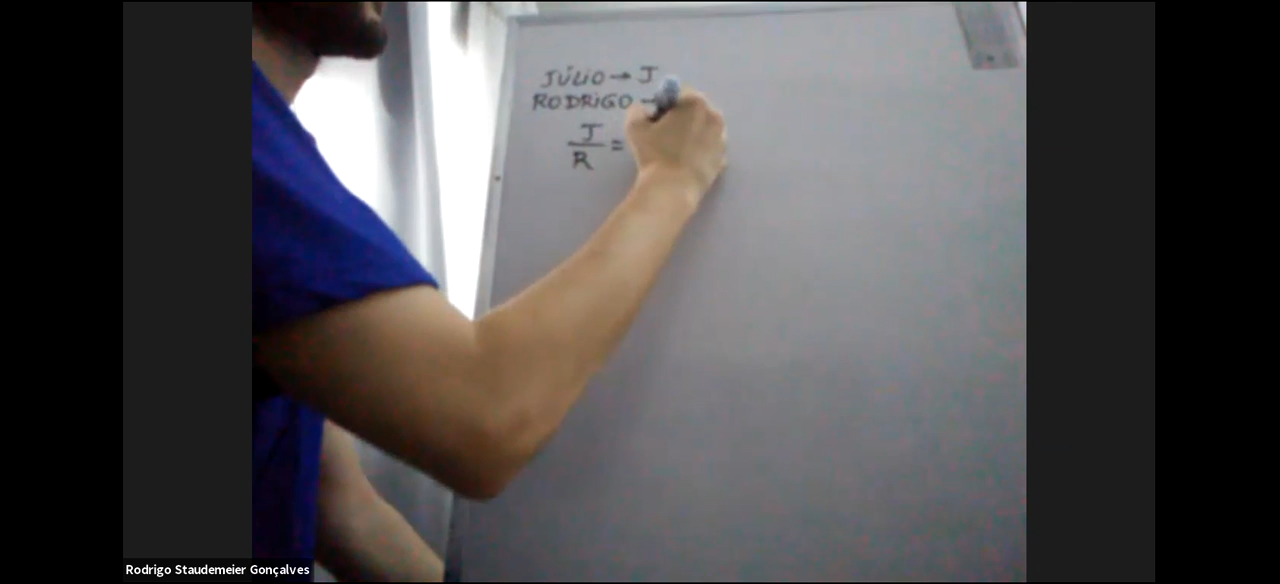 JÚLIO → J
RODRIGO →
J
R =
Rodrigo Staudemeier Gonçalves